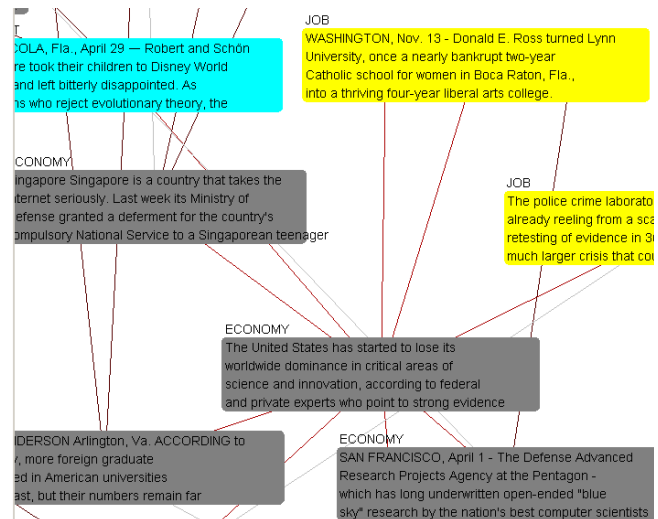 JOB
WASHINGTON, Nov. 13 - Donald E. Ross turned Lynn
University, once a nearly bankrupt two-year
Catholic school for women in Boca Raton, Fla.,
into a thriving four-year liberal arts college.
COLA, Fla., April 29 — Robert and Schön
re took their children to Disney World
and left bitterly disappointed. As
ns who reject evolutionary theory, the
CONOMY
ingapore Singapore is a country that takes the
nternet seriously. Last week its Ministry of
efense granted a deferment for the country's
ompulsory National Service to a Singaporean teenager
JOB
The police crime laborato
already reeling from a sca
retesting of evidence in 3
much larger crisis that cou
ECONOMY
The United States has started to lose its
worldwide dominance in critical areas of
science and innovation, according to federal
and private experts who point to strong evidence
NDERSON Arlington, Va. ACCORDING to
y, more foreign graduate
ed in American universities
ast, but their numbers remain far
ECONOMY
SAN FRANCISCO, April 1 - The Defense Advanced
Research Projects Agency at the Pentagon -
which has long underwritten open-ended "blue
sky" research by the nation's best computer scientists